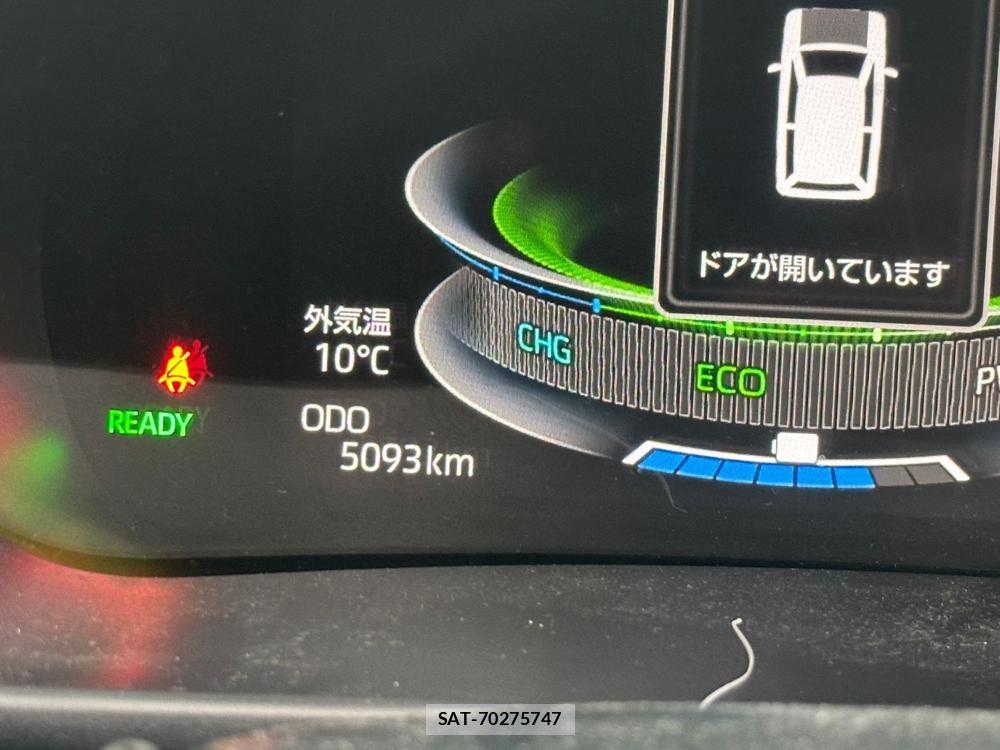 ドアが開いています
外気温
10℃
CHG
ECO
READY
ODO
5093km
SAT-70275747